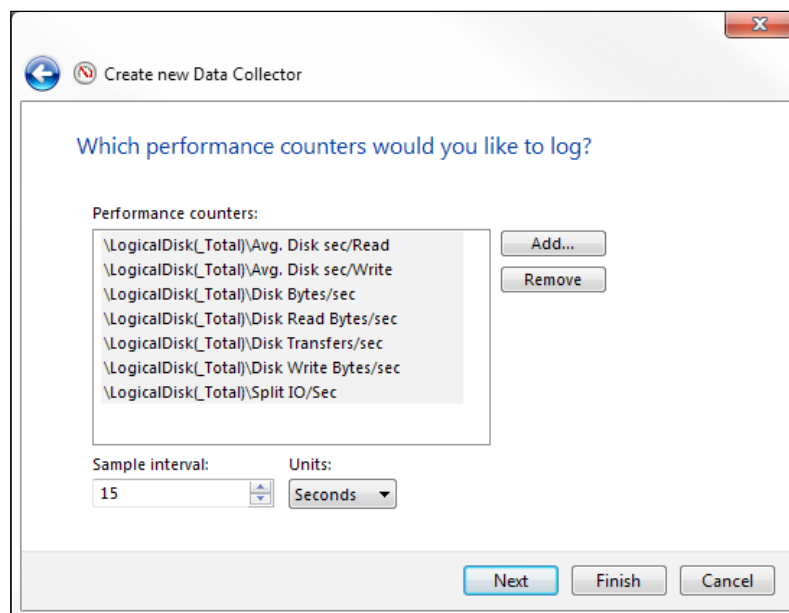 Create new Data Collector
Which performance counters would you like to log?
Performance counters:
\LogicalDisk(_Total)\Avg. Disk sec/Read
\LogicalDisk(_Total)\Avg. Disk sec/Write
\LogicalDisk(_Total)\Disk Bytes/sec
\LogicalDisk(_Total)\Disk Read Bytes/sec
\LogicalDisk(_Total)\Disk Transfers/sec
\LogicalDisk(_Total)\Disk Write Bytes/sec
\LogicalDisk(_Total)\Split IO/Sec
Add...
Remove
Sample interval:
Units:
15
Seconds
Next
Finish
Cancel